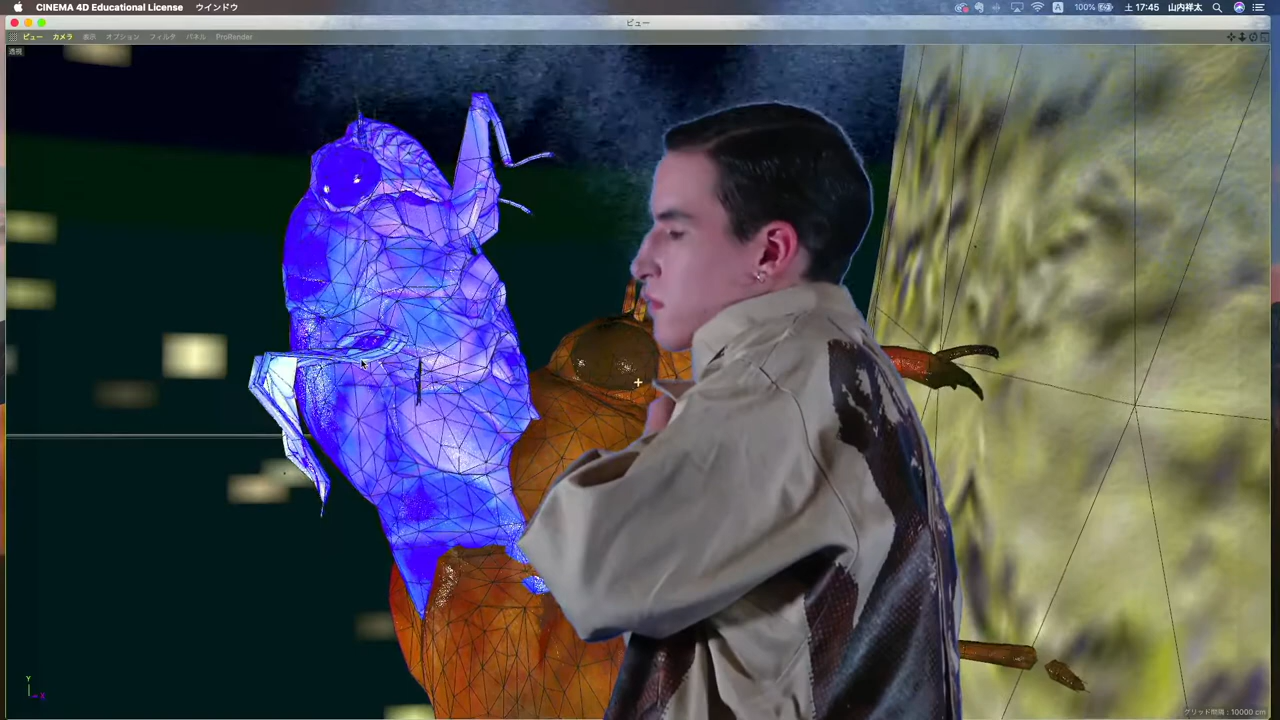 CINEMA 4D Educational License ウインドウ 100% 土 17:45 山内祥太
ビュー
ビュー カメラ 表示 オプション フィルタ パネル ProRender
透視
Y
X
グリッド間隔 : 10000 cm